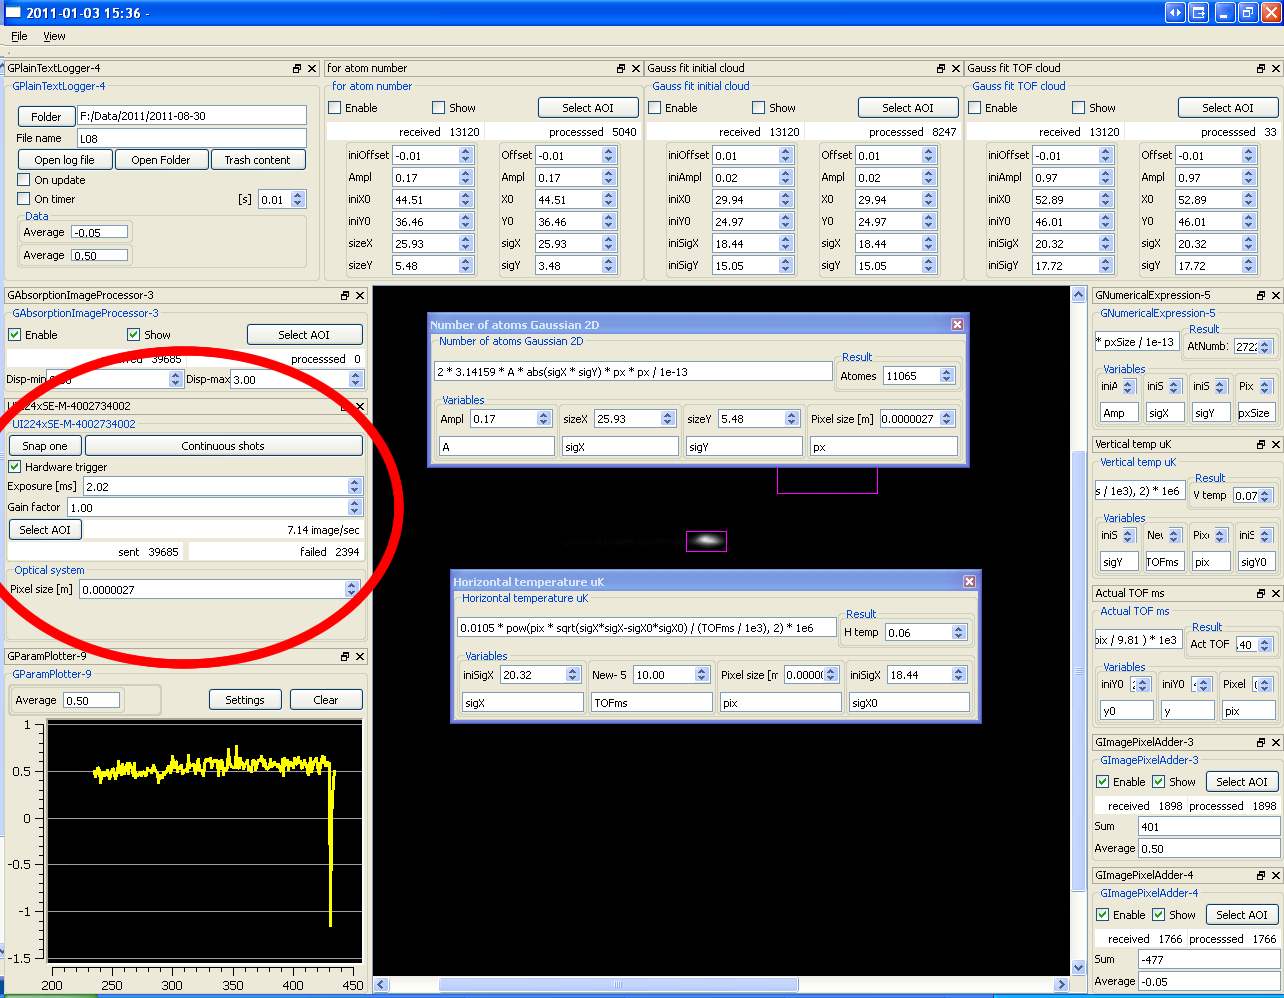 2011-01-03 15:36 -
File View
GPlainTextLogger-4
GPlainTextLogger-4
Folder F:/Data/2011/2011-08-30
File name L08
Open log file Open Folder Trash content
On update
On timer [s] 0.01
Data
Average -0.05
Average 0.50
for atom number
for atom number
Enable Show Select AOI
received 13120 processsed 5040
iniOffset -0.01 Offset -0.01
Ampl 0.17 Ampl 0.17
iniX0 44.51 X0 44.51
iniY0 36.46 Y0 36.46
sizeX 25.93 sigX 25.93
sizeY 5.48 sigY 3.48
Gauss fit initial cloud
Gauss fit initial cloud
Enable Show Select AOI
received 13120 processsed 8247
iniOffset 0.01 Offset 0.01
iniAmpl 0.02 Ampl 0.02
iniX0 29.94 X0 29.94
iniY0 24.97 Y0 24.97
iniSigX 18.44 sigX 18.44
iniSigY 15.05 sigY 15.05
Gauss fit TOF cloud
Gauss fit TOF cloud
Enable Show Select AOI
received 13120 processsed 33
iniOffset -0.01 Offset -0.01
iniAmpl 0.97 Ampl 0.97
iniX0 52.89 X0 52.89
iniY0 46.01 Y0 46.01
iniSigX 20.32 sigX 20.32
iniSigY 17.72 sigY 17.72
GAbsorptionImageProcessor-3
GAbsorptionImageProcessor-3
Enable Show Select AOI
39685 processsed 0
Disp-min Disp-max 3.00
UI224xSE-M-4002734002
UI224xSE-M-4002734002
Snap one Continuous shots
Hardware trigger
Exposure [ms] 2.02
Gain factor 1.00
Select AOI 7.14 image/sec
sent 39685 failed 2394
Optical system
Pixel size [m] 0.0000027
GParamPlotter-9
GParamPlotter-9
Average 0.50 Settings Clear
1
0.5
0
-0.5
-1
-1.5
200 250 300 350 400 450
Number of atoms Gaussian 2D
Number of atoms Gaussian 2D
2 * 3.14159 * A * abs(sigX * sigY) * px * px / 1e-13
Result
Atomes 11065
Variables
Ampl 0.17 sizeX 25.93 sizeY 5.48 Pixel size [m] 0.0000027
A sigX sigY px
Horizontal temperature uK
Horizontal temperature uK
0.0105 * pow(pix * sqrt(sigX*sigX-sigX0*sigX0) / (TOFms / 1e3), 2) * 1e6
Result
H temp 0.06
Variables
iniSigX 20.32 New- 5 10.00 Pixel size [m 0.0000( iniSigX 18.44
sigX TOFms pix sigX0
GNumericalExpression-5
GNumericalExpression-5
* pxSize / 1e-13
Result
AtNumb: 2722
Variables
iniA iniS iniS Pix
Amp sigX sigY pxSize
Vertical temp uK
Vertical temp uK
s / 1e3), 2) * 1e6
Result
V temp 0.07
Variables
iniS Nev Pixe iniS
sigY TOFms pix sigY0
Actual TOF ms
Actual TOF ms
pix / 9.81 ) * 1e3
Result
Act TOF .40
Variables
iniY0 iniY0 Pixel
y0 y pix
GImagePixelAdder-3
GImagePixelAdder-3
Enable Show Select AOI
received 1898 processsed 1898
Sum 401
Average 0.50
GImagePixelAdder-4
GImagePixelAdder-4
Enable Show Select AOI
received 1766 processsed 1766
Sum -477
Average -0.05